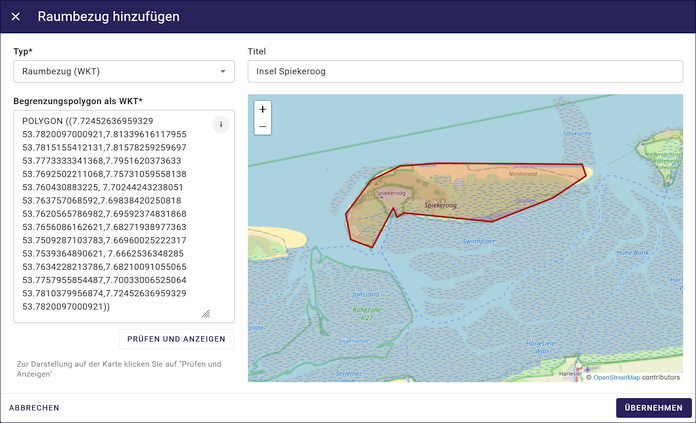 Raumbezug hinzufügen
Typ*
Raumbezug (WKT)
Titel
Insel Spiekeroog
Begrenzungspolygon als WKT*
POLYGON ((7.72452636959329
53.7820097000921,7.81339616117955
53.7815155412131,7.81578259259697
53.7773333341368,7.7951620373633
53.7692502211068,7.75731059558138
53.760430883225, 7.70244243238051
53.763757068592,7.69838420250818
53.7620565786982,7.69592374831868
53.7656086162621,7.68271938977363
53.7509287103783,7.66960025222317
53.7539364890621, 7.6662536348285
53.7634228213786,7.68210091055065
53.7757955854487,7.70033006525064
53.7810379956874,7.72452636959329
53.7820097000921))
i
PRÜFEN UND ANZEIGEN
Zur Darstellung auf der Karte klicken Sie auf "Prüfen und
Anzeigen"
+
−
Nordstrand
Spiekeroog
Spiekeroog
Swinnplate
Hohe Bank
Janssand
Ruhezone
I/27
Harlesieler
Watt
Harlesiel
© OpenStreetMap contributors
ABBRECHEN
ÜBERNEHMEN